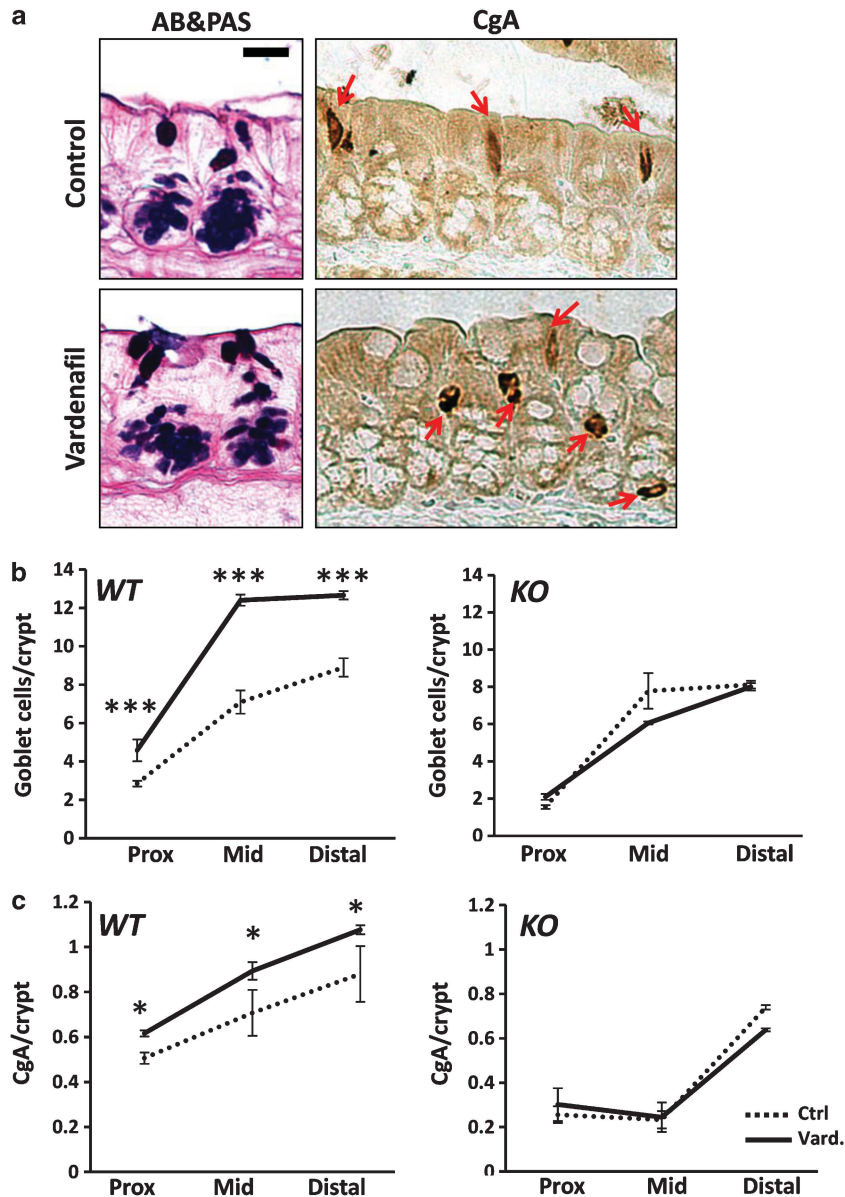 a
AB&PAS
CgA
Control
Vardenafil
b
WT
KO
Goblet cells/crypt
14
12
10
8
6
4
2
0
***
***
***
Prox
Mid
Distal
Goblet cells/crypt
14
12
10
8
6
4
2
0
Prox
Mid
Distal
c
WT
KO
CgA/crypt
1.2
1
0.8
0.6
0.4
0.2
0
*
*
*
Prox
Mid
Distal
CgA/crypt
1.2
1
0.8
0.6
0.4
0.2
0
Prox
Mid
Distal
Ctrl
Vard.